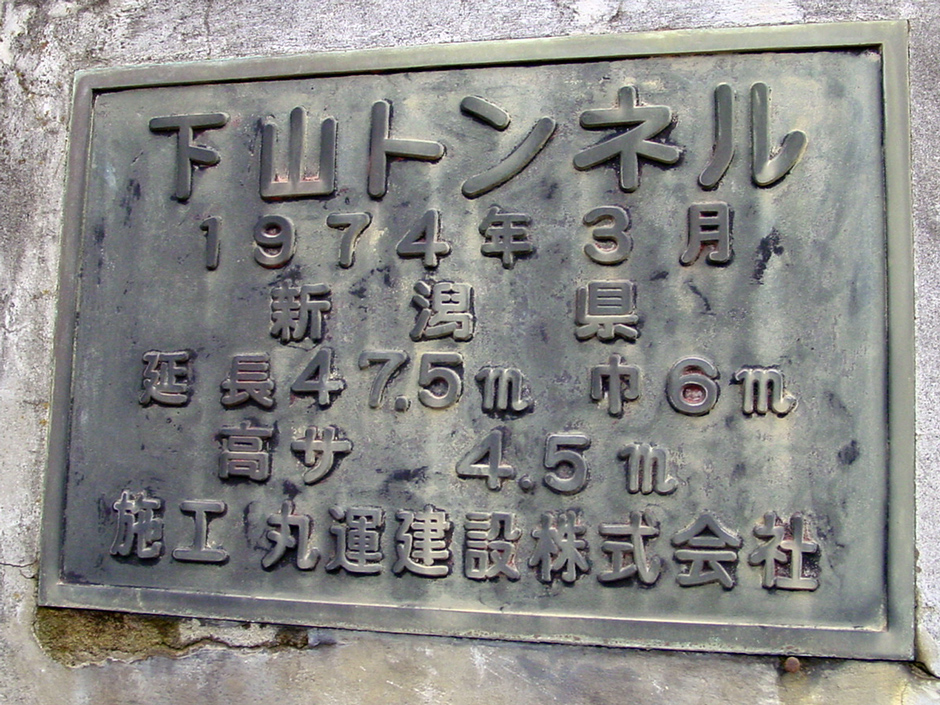 下山トンネル
1974年3月
新潟県
延長47.5m 巾6m
高サ 4.5m
施工 丸運建設株式会社